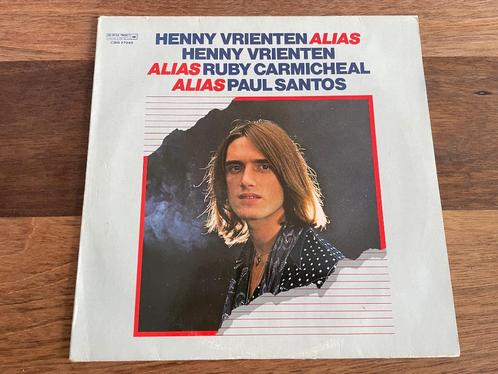 HENNY VRIENTEN ALIAS
HENNY VRIENTEN
ALIAS RUBY CARMICHEAL
ALIAS PAUL SANTOS